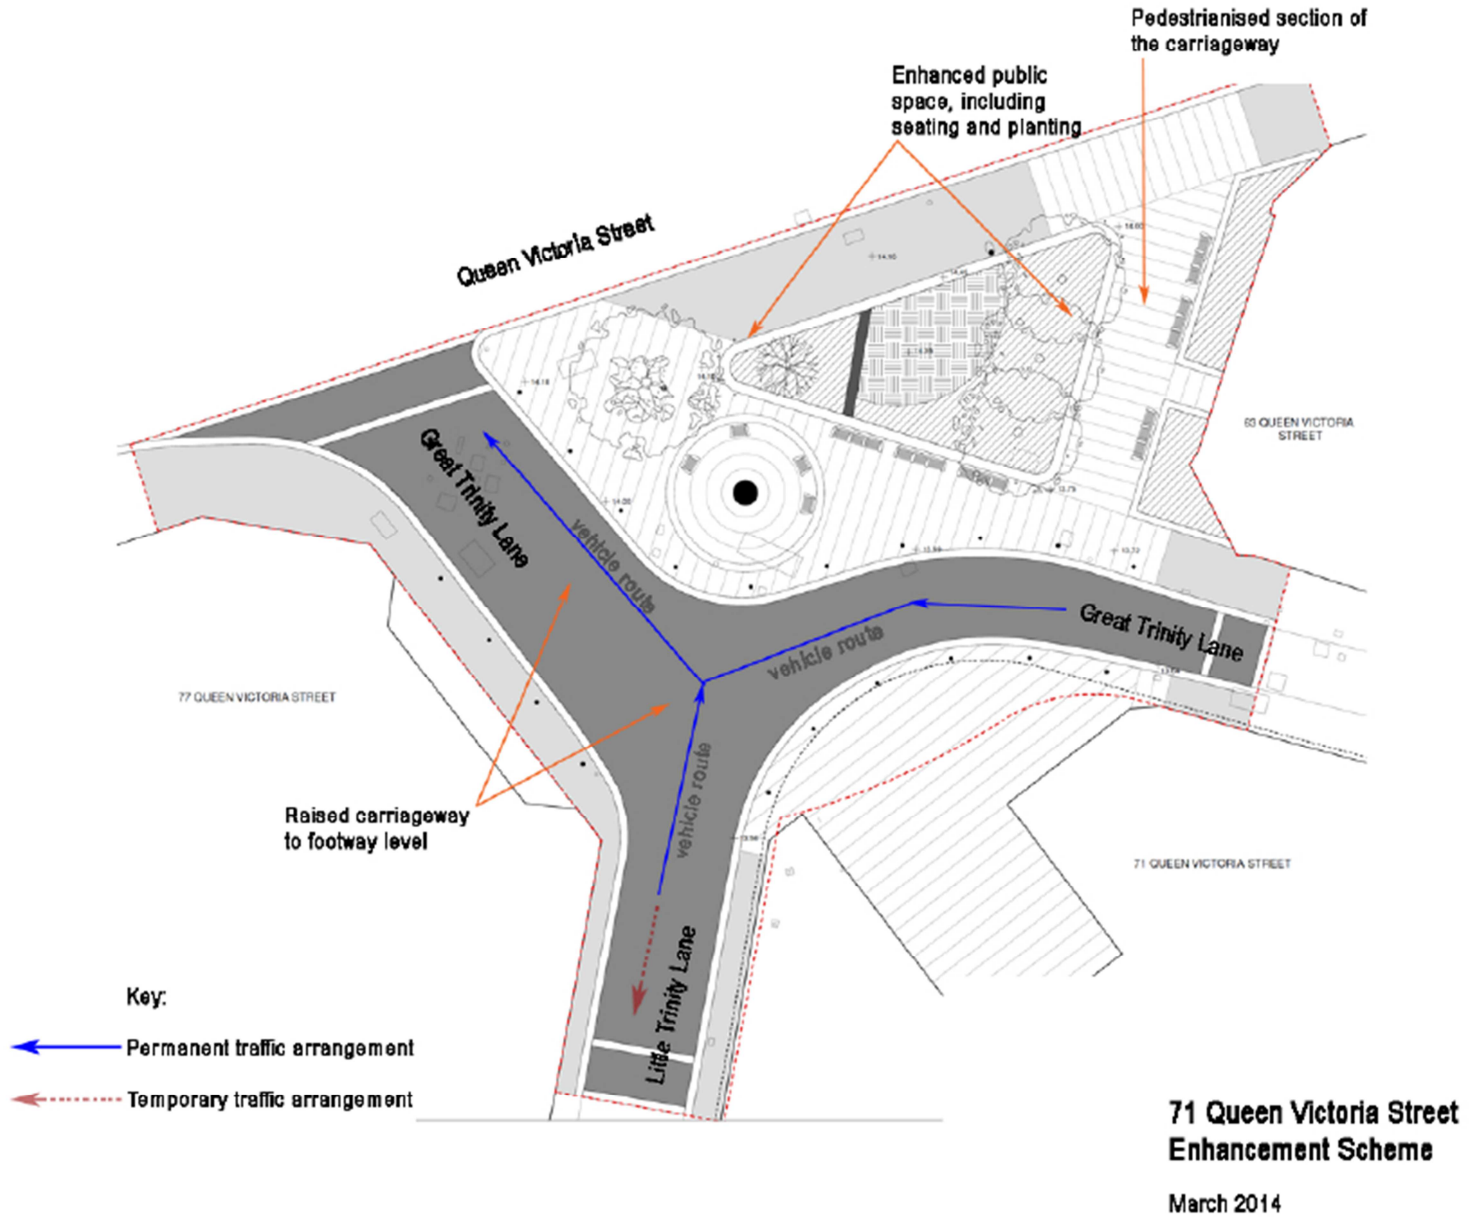 Pedestrianised section of
the carriageway
Enhanced public
space, including
seating and planting
Queen Victoria Street
63 QUEEN VICTORIA
STREET
Great Trinity Lane
vehicle route
Great Trinity Lane
vehicle route
77 QUEEN VICTORIA STREET
vehicle route
Raised carriageway
to footway level
71 QUEEN VICTORIA STREET
Little Trinity Lane
Key:
Permanent traffic arrangement
Temporary traffic arrangement
71 Queen Victoria Street
Enhancement Scheme
March 2014